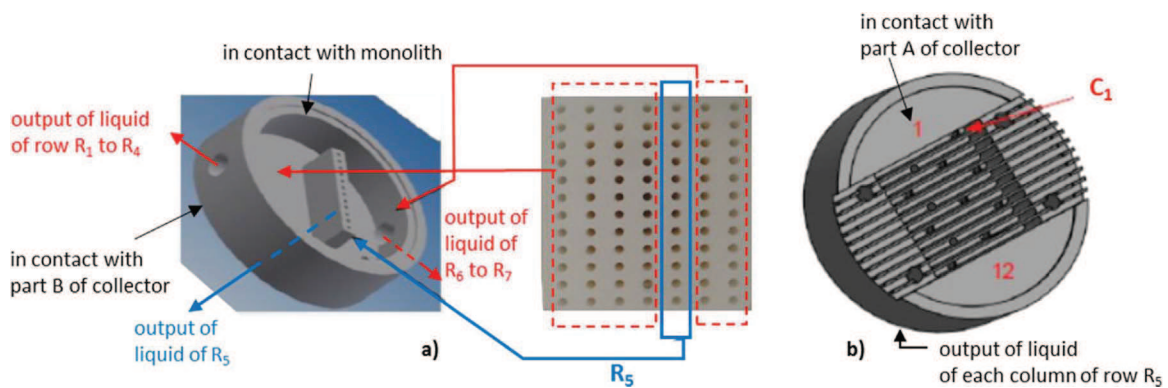 in contact with monolith
output of liquid
of row R₁ to R₄
in contact with
part B of collector
output of
liquid of R₅
output of
liquid of
R₆ to R₇
a)
R₅
in contact with
part A of collector
C₁
1
12
b)
output of liquid
of each column of row R₅